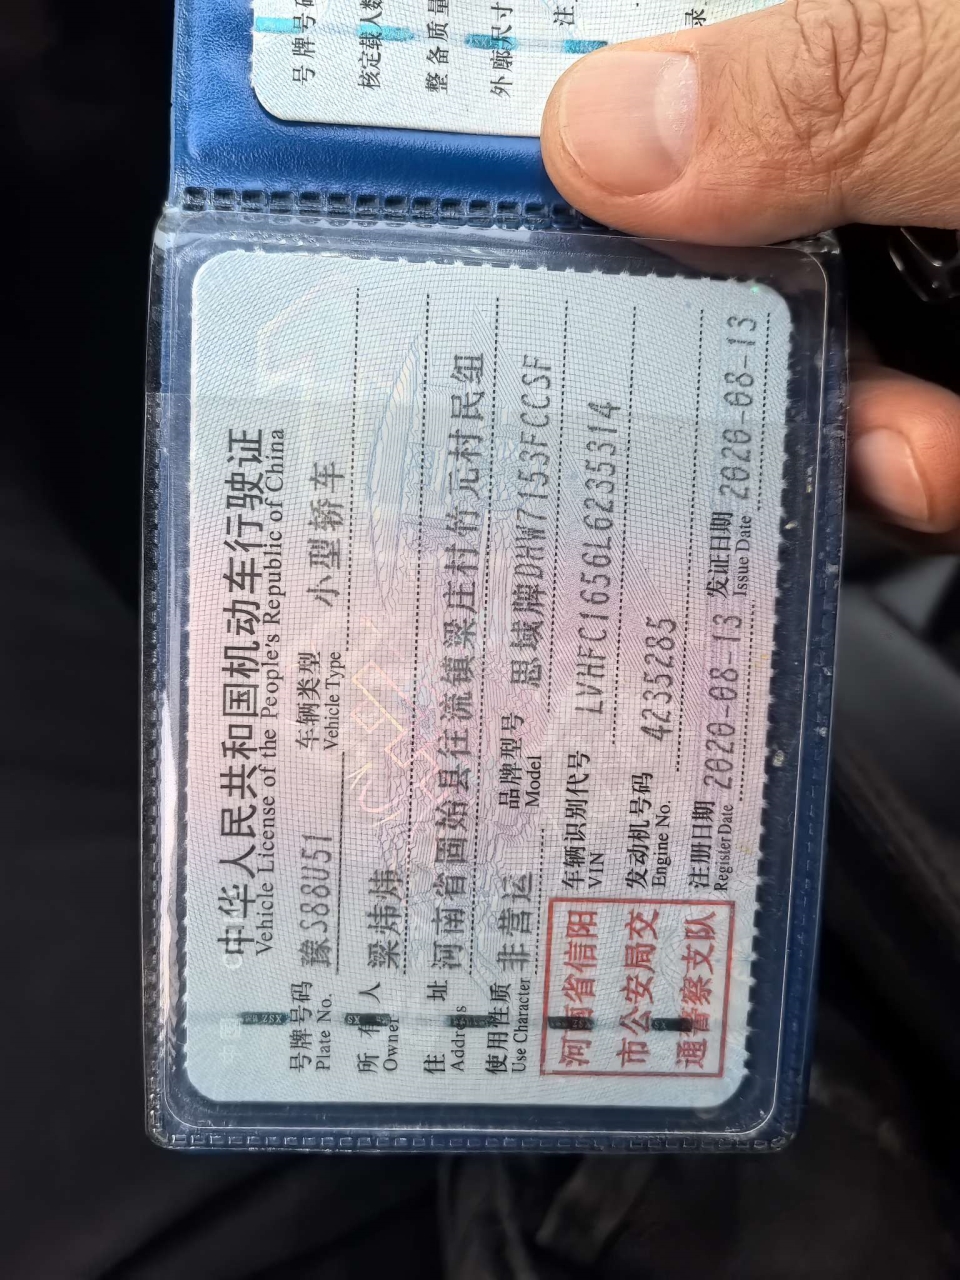 中华人民共和国机动车行驶证
Vehicle License of the People's Republic of China
号牌号码 豫S88U51 车辆类型 小型轿车
Plate No. Vehicle Type
所有人 梁炜炜
Owner
住址 河南省固始县往流镇梁庄村竹元村民组
Address
使用性质 非营运 品牌型号 思域牌DHW7153FCCSF
Use Character Model
河南省信阳
市公安局交
通警察支队
车辆识别代号 LVHFC1656L6235314
VIN
发动机号码 4235285
Engine No.
注册日期 2020-08-13 发证日期 2020-08-13
Register Date Issue Date
号牌号码
核定载人数
整备质量
外廓尺寸
注
录